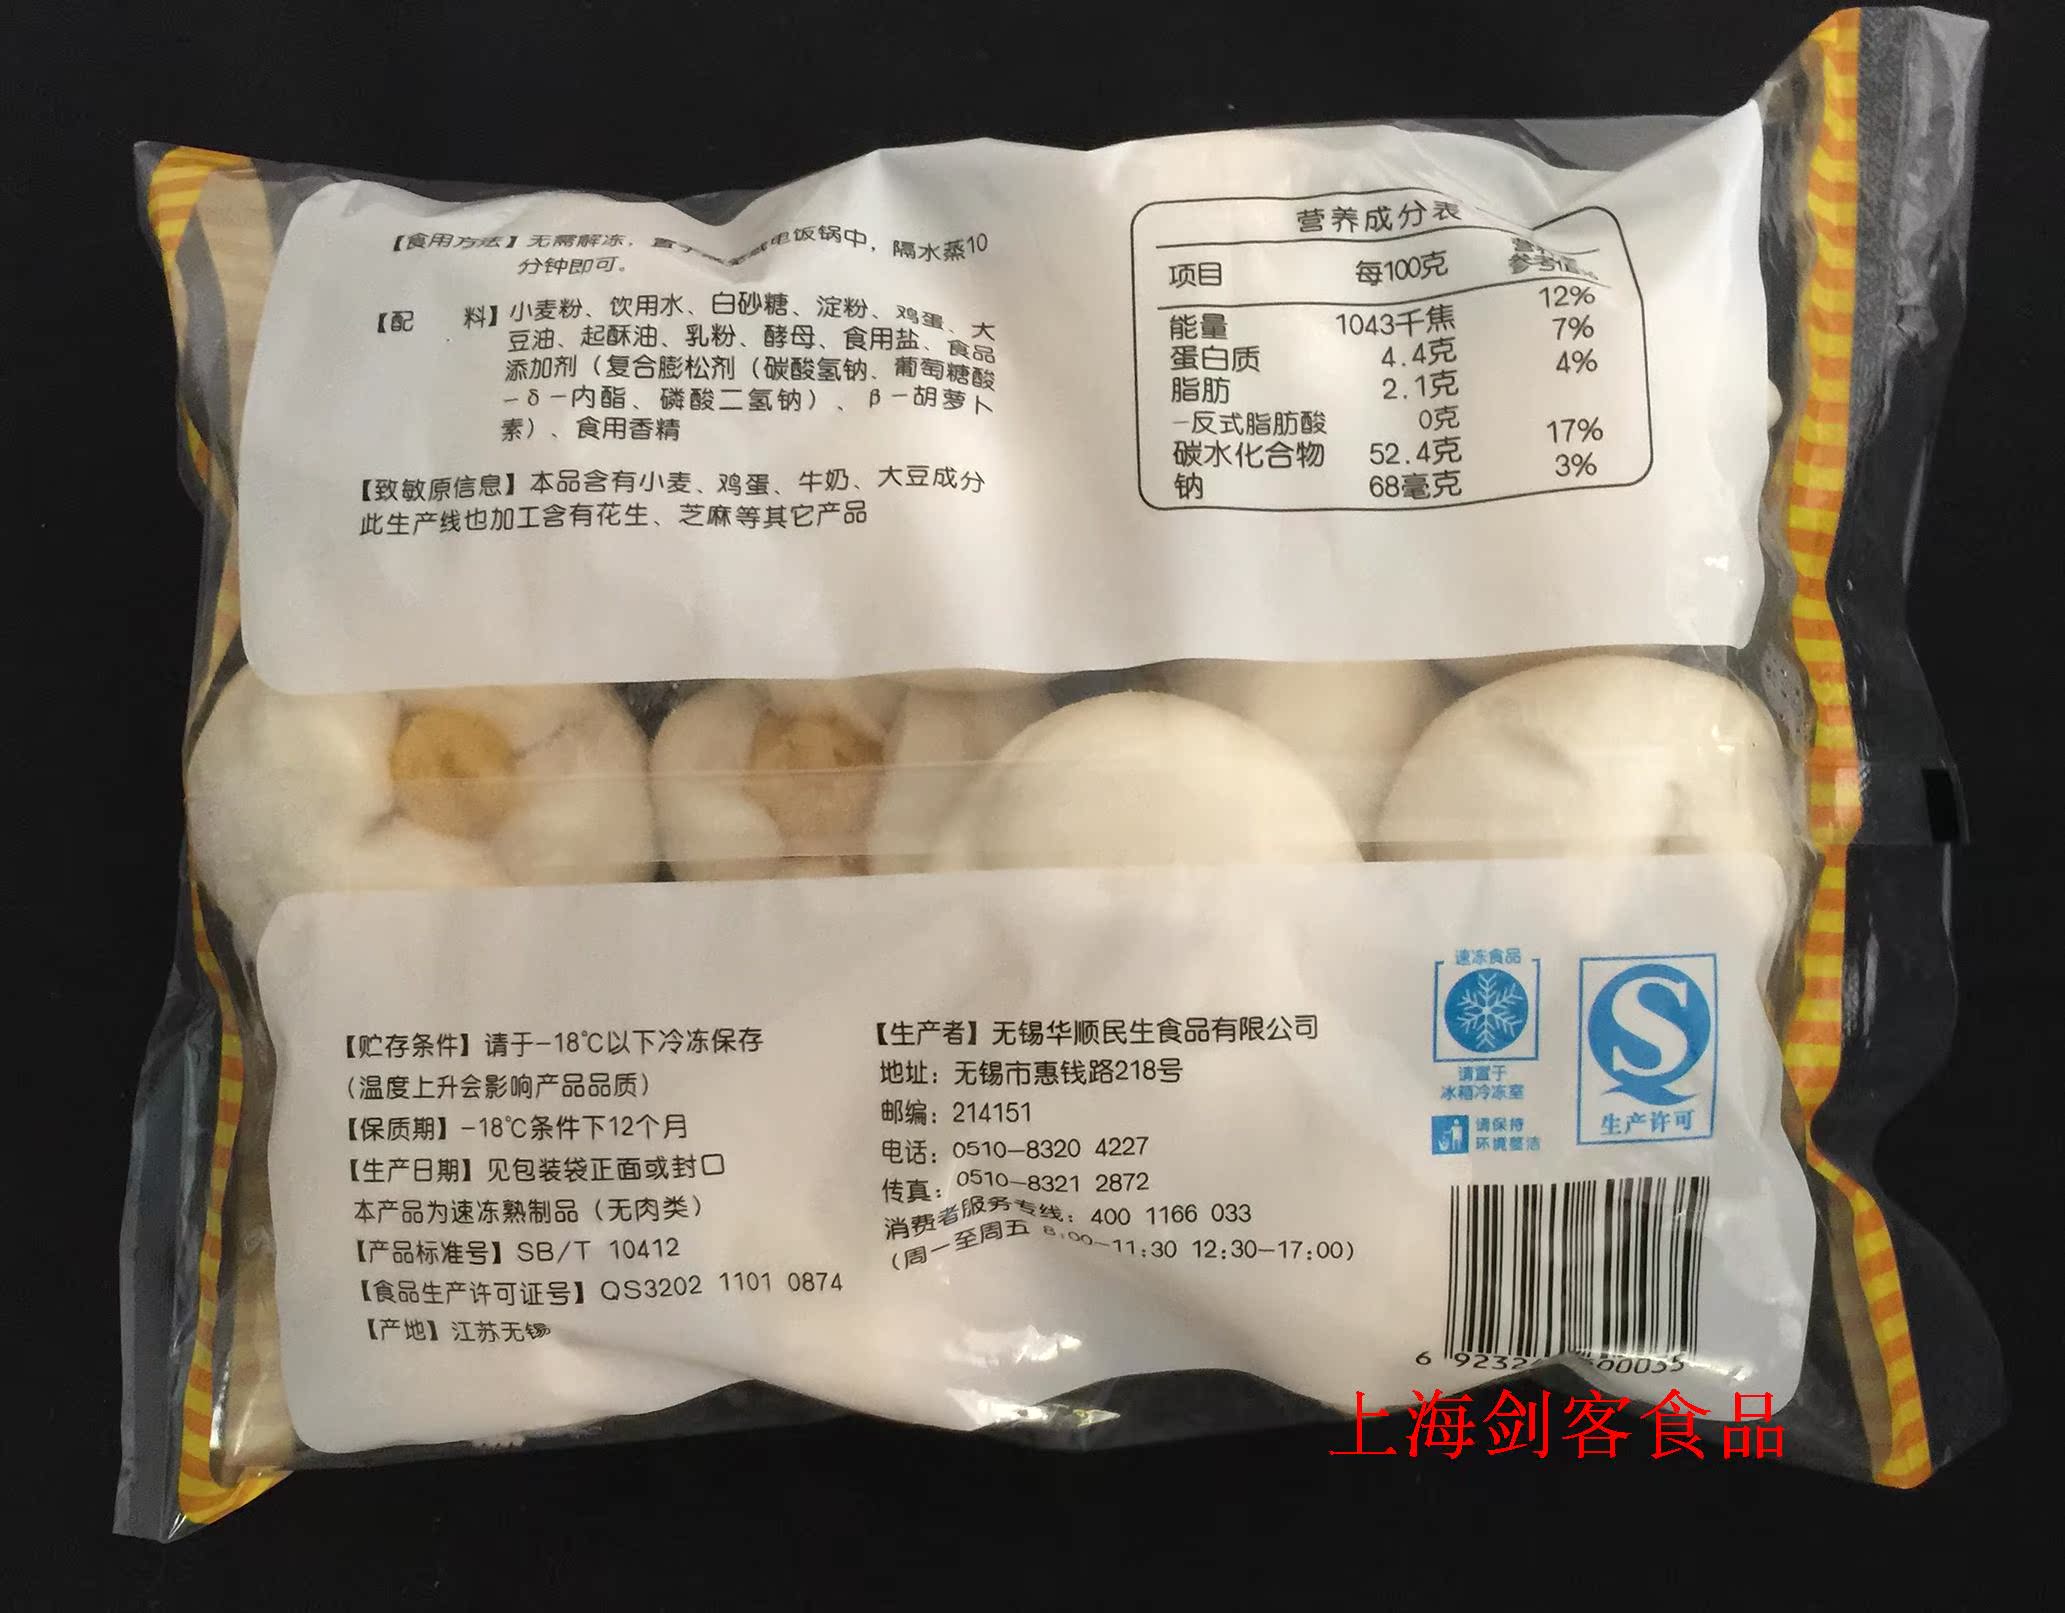 【食用方法】无需解冻，置于 电饭锅中，隔水蒸10
分钟即可。
【配 料】小麦粉、饮用水、白砂糖、淀粉、鸡蛋、大
豆油、起酥油、乳粉、酵母、食用盐、食品
添加剂（复合膨松剂（碳酸氢钠、葡萄糖酸
-δ-内酯、磷酸二氢钠）、β-胡萝卜
素）、食用香精
【致敏原信息】本品含有小麦、鸡蛋、牛奶、大豆成分
此生产线也加工含有花生、芝麻等其它产品
营养成分表
项目 每100克 参考值%
能量 1043千焦 12%
蛋白质 4.4克 7%
脂肪 2.1克 4%
-反式脂肪酸 0克
碳水化合物 52.4克 17%
钠 68毫克 3%
【贮存条件】请于-18℃以下冷冻保存
（温度上升会影响产品品质）
【保质期】-18℃条件下12个月
【生产日期】见包装袋正面或封口
本产品为速冻熟制品（无肉类）
【产品标准号】SB/T 10412
【食品生产许可证号】QS3202 1101 0874
【产地】江苏无锡
【生产者】无锡华顺民生食品有限公司
地址：无锡市惠钱路218号
邮编：214151
电话：0510-8320 4227
传真：0510-8321 2872
消费者服务专线：400 1166 033
（周一至周五 8:00-11:30 12:30-17:00）
速冻食品
请置于
冰箱冷冻室
请保持
环境整洁
生产许可
6 9232 00035
上海剑客食品